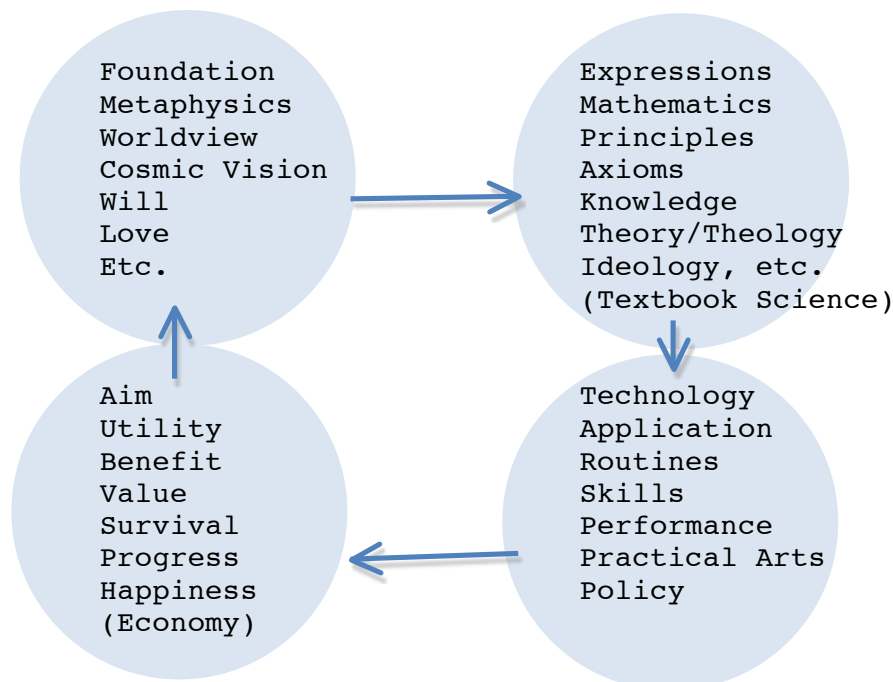 Foundation
Metaphysics
Worldview
Cosmic Vision
Will
Love
Etc.
Expressions
Mathematics
Principles
Axioms
Knowledge
Theory/Theology
Ideology, etc.
(Textbook Science)
Aim
Utility
Benefit
Value
Survival
Progress
Happiness
(Economy)
Technology
Application
Routines
Skills
Performance
Practical Arts
Policy